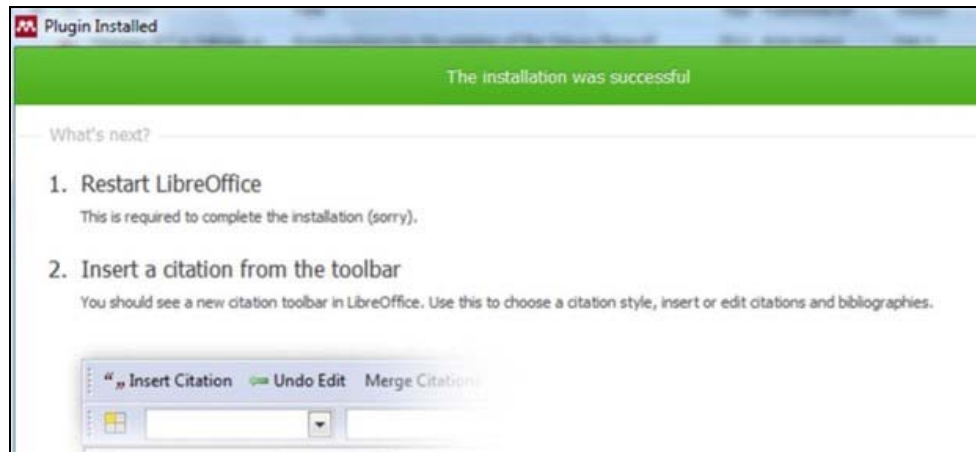 Plugin Installed
The installation was successful
What's next?
1. Restart LibreOffice
This is required to complete the installation (sorry).
2. Insert a citation from the toolbar
You should see a new citation toolbar in LibreOffice. Use this to choose a citation style, insert or edit citations and bibliographies.
“ „ Insert Citation Undo Edit Merge Citations